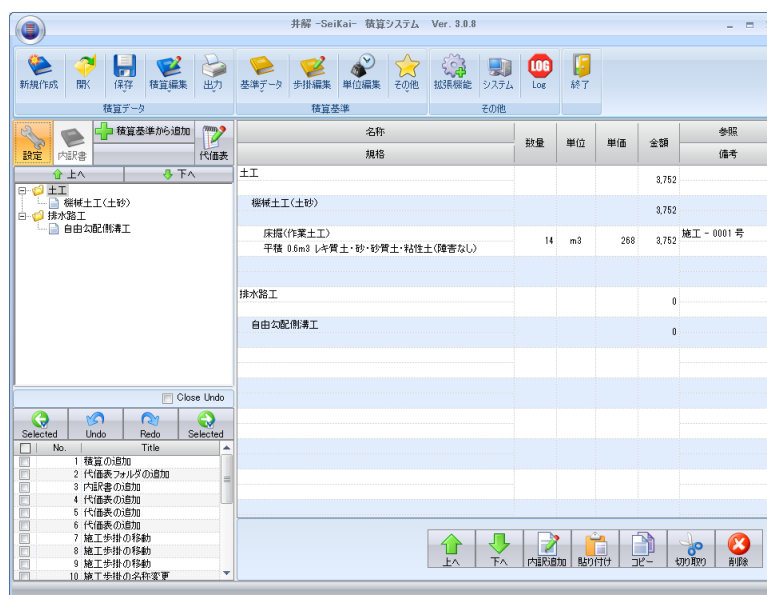 井解 -SeiKai- 積算システム Ver. 3.0.8
新規作成 開く 保存 積算編集 出力 基準データ 歩掛編集 単位編集 その他 拡張機能 システム Log 終了
LOG
積算データ 積算基準 その他
設定 内訳書 積算基準から追加 代価表
上へ 下へ
土工
機械土工(土砂)
排水路工
自由勾配側溝工
Close Undo
Selected Undo Redo Selected
No. Title
1 積算の追加
2 代価表フォルダの追加
3 内訳書の追加
4 代価表の追加
5 代価表の追加
6 代価表の追加
7 施工歩掛の移動
8 施工歩掛の移動
9 施工歩掛の移動
10 施工歩掛の名称変更
名称 数量 単位 単価 金額 参照
規格 備考
土工 3,752
機械土工(土砂) 3,752
床掘(作業土工) 施工 - 0001 号
平積 0.6m3 レキ質土・砂・砂質土・粘性土(障害なし) 14 m3 268 3,752
排水路工 0
自由勾配側溝工 0
上へ 下へ 内訳追加 貼り付け コピー 切り取り 削除